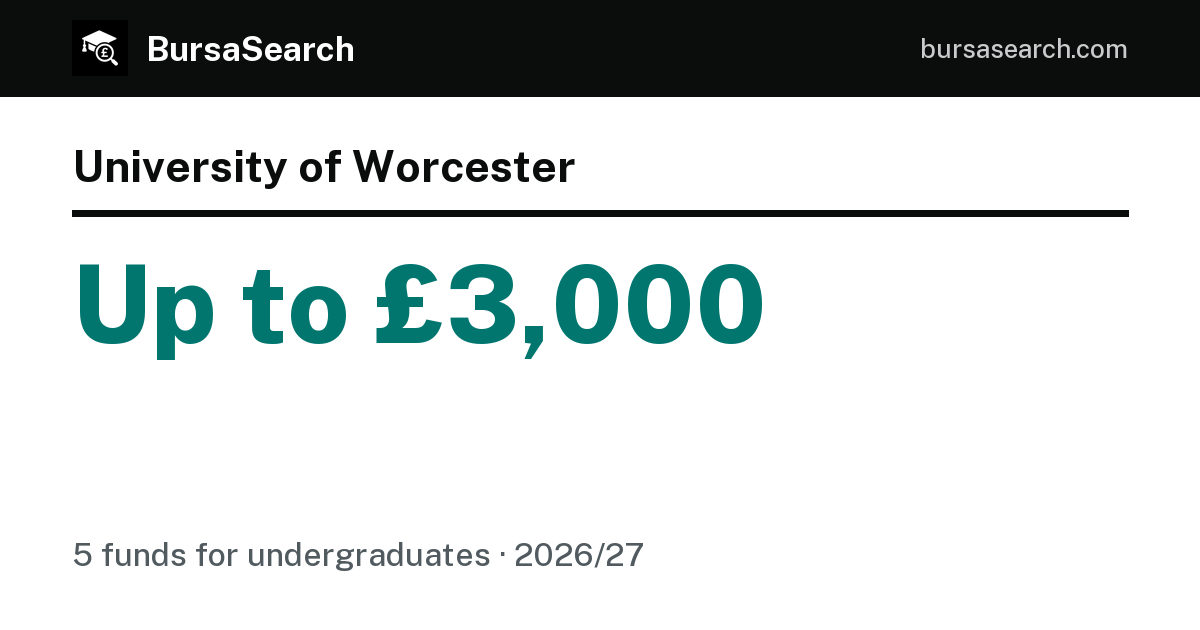 BursaSearch
bursasearch.com
University of Worcester
Up to £3,000
5 funds for undergraduates · 2026/27